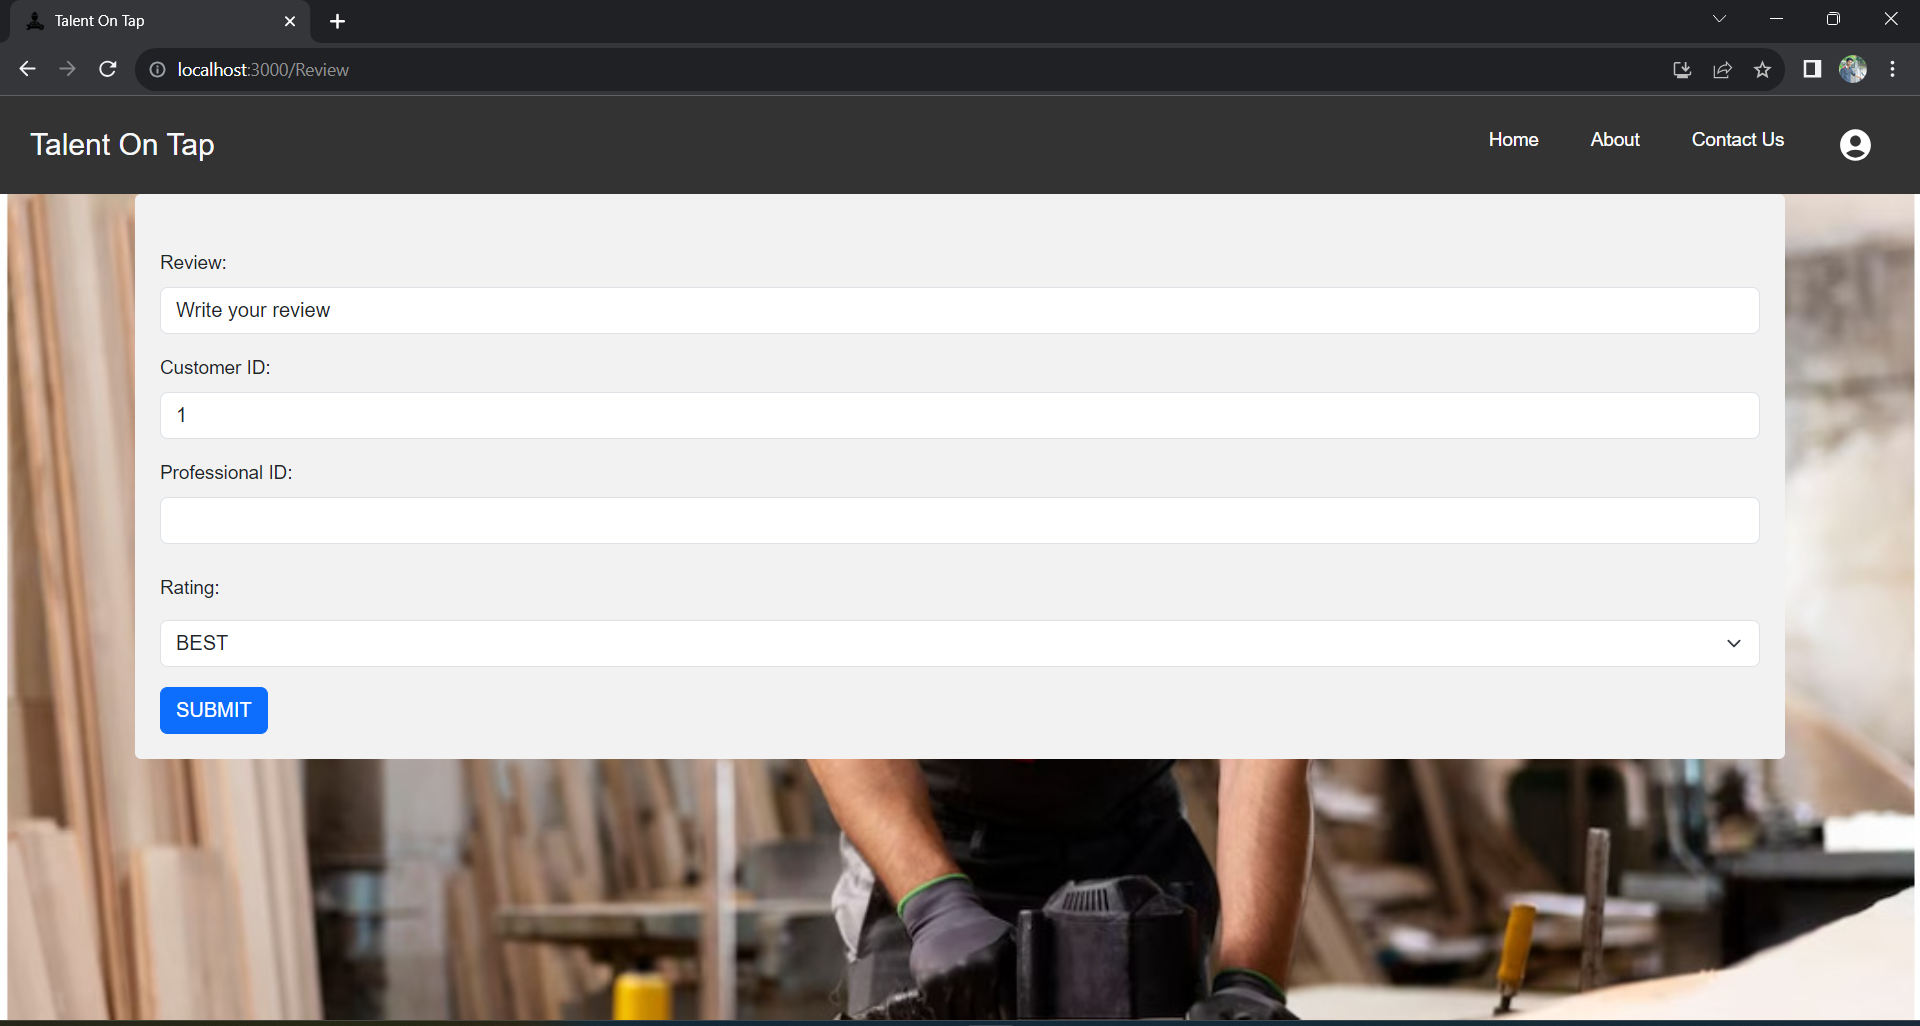 Talent On Tap
localhost:3000/Review
Talent On Tap
Home
About
Contact Us
Review:
Write your review
Customer ID:
1
Professional ID:
Rating:
BEST
SUBMIT